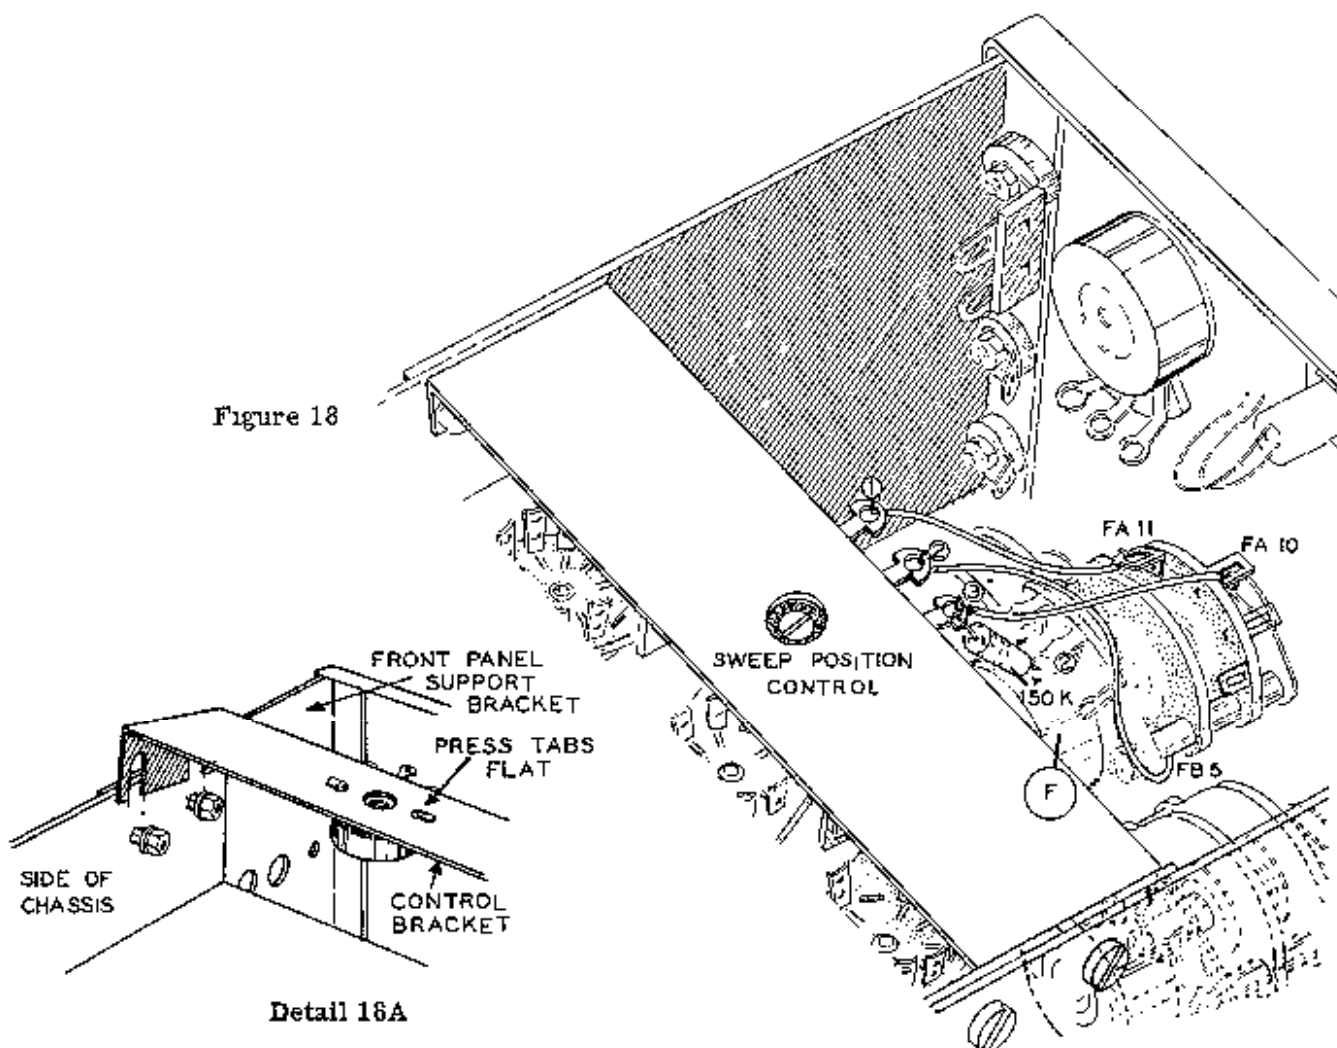 Figure 18
FA 11
FA 10
SWEEP POSITION
CONTROL
150 K
F
FB 5
FRONT PANEL
SUPPORT
BRACKET
PRESS TABS
FLAT
SIDE OF
CHASSIS
CONTROL
BRACKET
Detail 18A